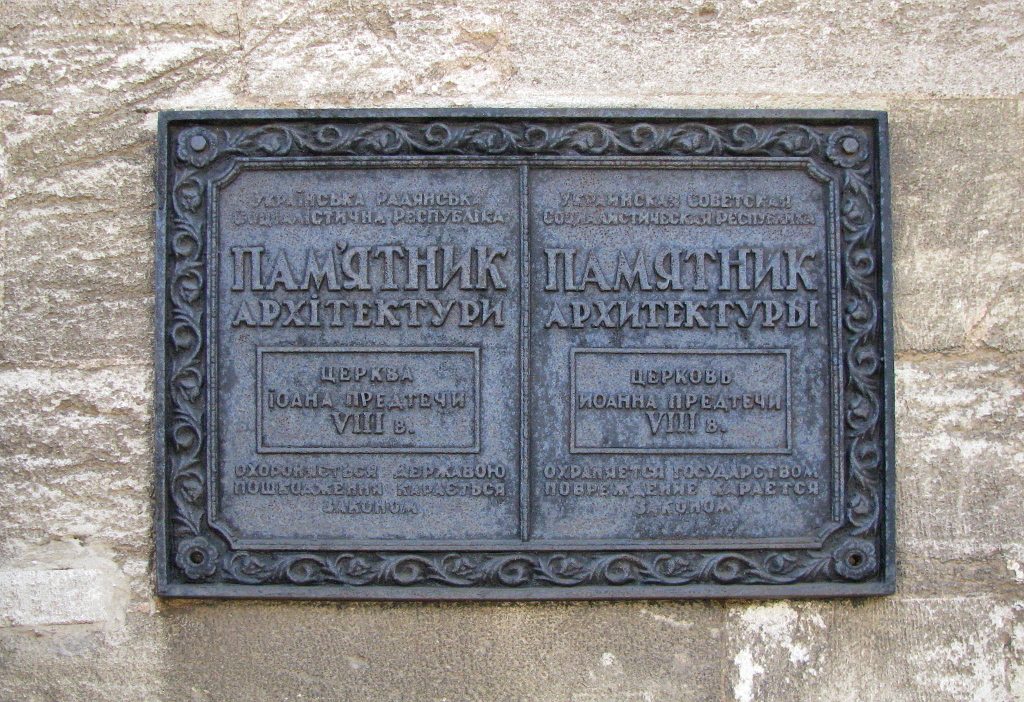 Українська Радянська
Соціалістична Республіка
Пам'ятник
архітектури
церква
Іоана Предтечи
VIII в.
охороняється державою
пошкодження карається
законом
Украинская Советская
Социалистическая Республика
Памятник
архитектуры
церковь
Иоанна Предтечи
VIII в.
охраняется государством
повреждение карается
законом